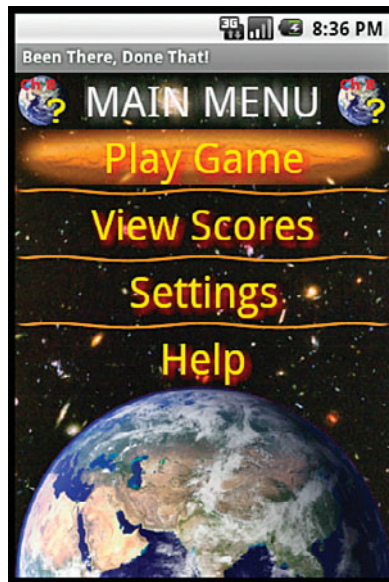 3G 8:36 PM
Been There, Done That!
Ch 8 ? MAIN MENU Ch 8 ?
Play Game
View Scores
Settings
Help